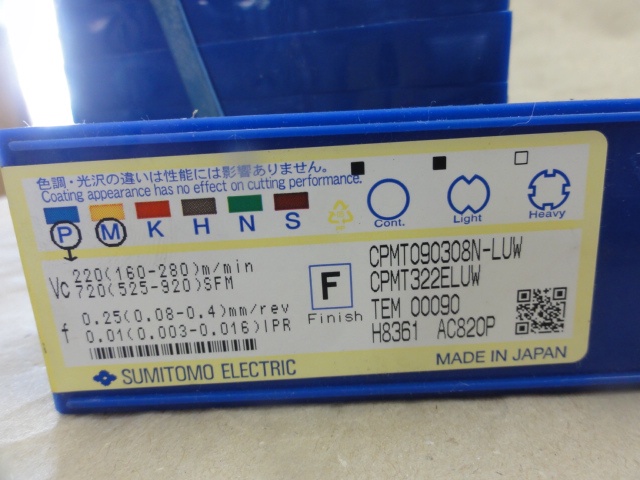 色調・光沢の違いは性能には影響ありません。
Coating appearance has no effect on cutting performance.
P M K H N S
Cont. Light Heavy
Vc 220(160-280)m/min
720(525-920)SFM
f 0.25(0.08-0.4)mm/rev
0.01(0.003-0.016)IPR
F
Finish
CPMT090308N-LUW
CPMT322ELUW
TEM 00090
H8361 AC820P
SUMITOMO ELECTRIC
MADE IN JAPAN